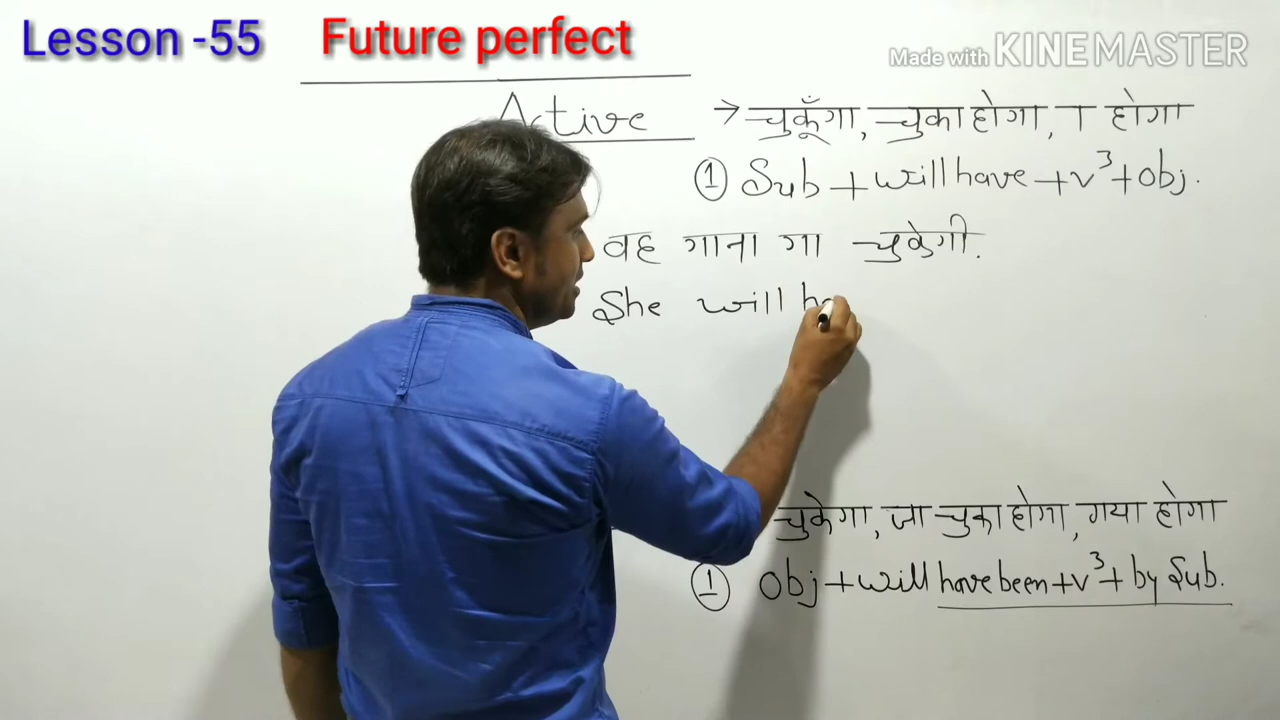 Lesson -55 Future perfect
Made with KINEMASTER
Active → चुकूँगा, चुका होगा, ा होगा
① Sub + will have + v³ + obj.
वह गाना गा चुकेगी.
She will ha
चुकेगा, जा चुका होगा, गया होगा
① Obj + will have been + v³ + by Sub.